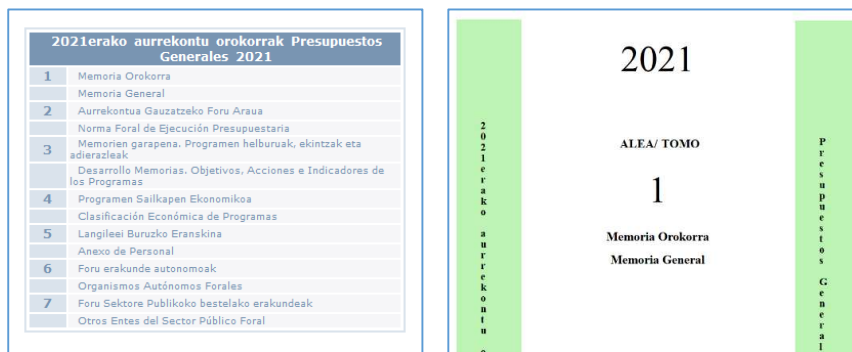 2021erako aurrekontu orokorrak Presupuestos
Generales 2021
1 Memoria Orokorra
Memoria General
2 Aurrekontua Gauzatzeko Foru Araua
Norma Foral de Ejecución Presupuestaria
3 Memorien garapena. Programen helburuak, ekintzak eta
adierazleak
Desarrollo Memorias. Objetivos, Acciones e Indicadores de
los Programas
4 Programen Sailkapen Ekonomikoa
Clasificación Económica de Programas
5 Langileei Buruzko Eranskina
Anexo de Personal
6 Foru erakunde autonomoak
Organismos Autónomos Forales
7 Foru Sektore Publikoko bestelako erakundeak
Otros Entes del Sector Público Foral
2021erako aurrekontu
2021
ALEA/ TOMO
1
Memoria Orokorra
Memoria General
Presupuestos General